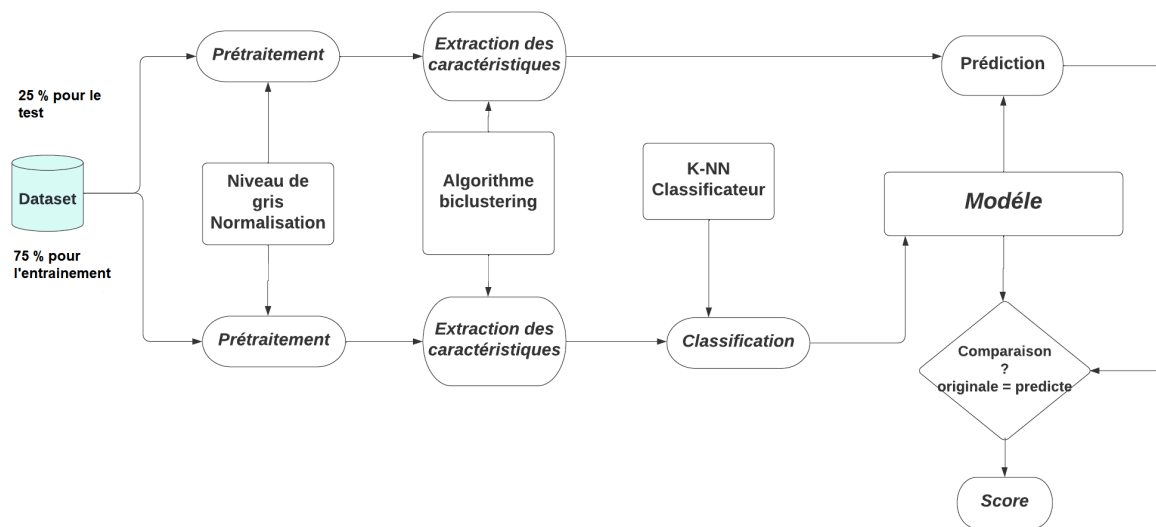 Prétraitement
Extraction des
caractéristiques
Prédiction
25 % pour le
test
Dataset
75 % pour
l'entrainement
Niveau de
gris
Normalisation
Algorithme
biclustering
K-NN
Classificateur
Modéle
Prétraitement
Extraction des
caractéristiques
Classification
Comparaison
?
originale = predicte
Score